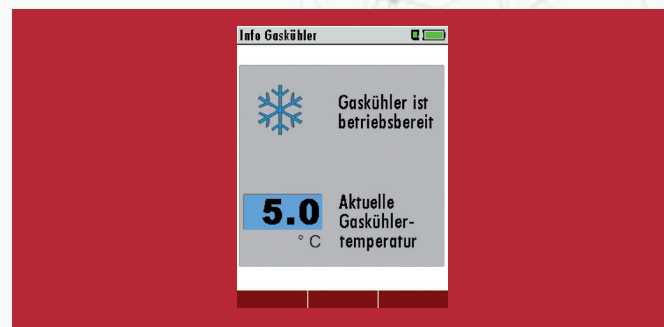 Info Gaskühler
Gaskühler ist
betriebsbereit
5.0
° C
Aktuelle
Gaskühler-
temperatur